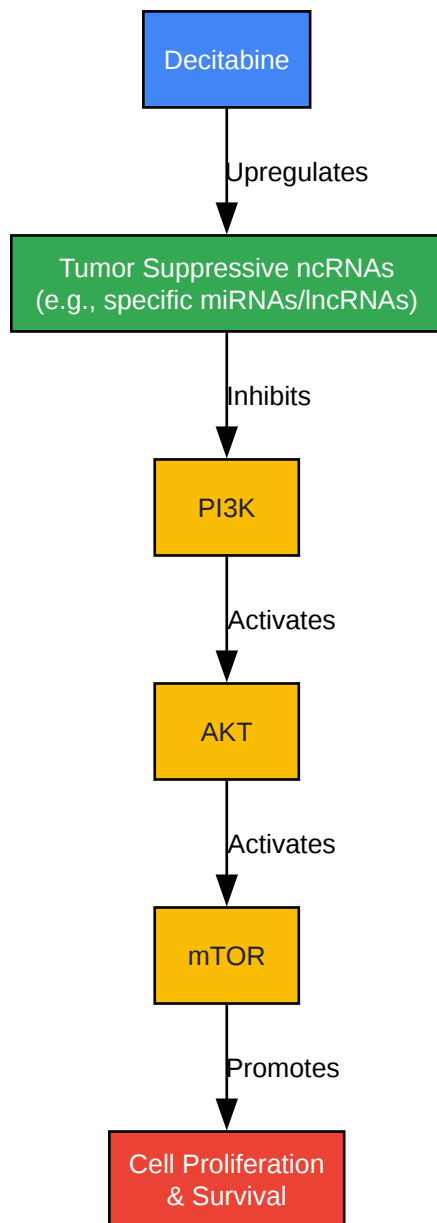 Decitabine
Upregulates
Tumor Suppressive ncRNAs
(e.g., specific miRNAs/lncRNAs)
Inhibits
PI3K
Activates
AKT
Activates
mTOR
Promotes
Cell Proliferation
& Survival